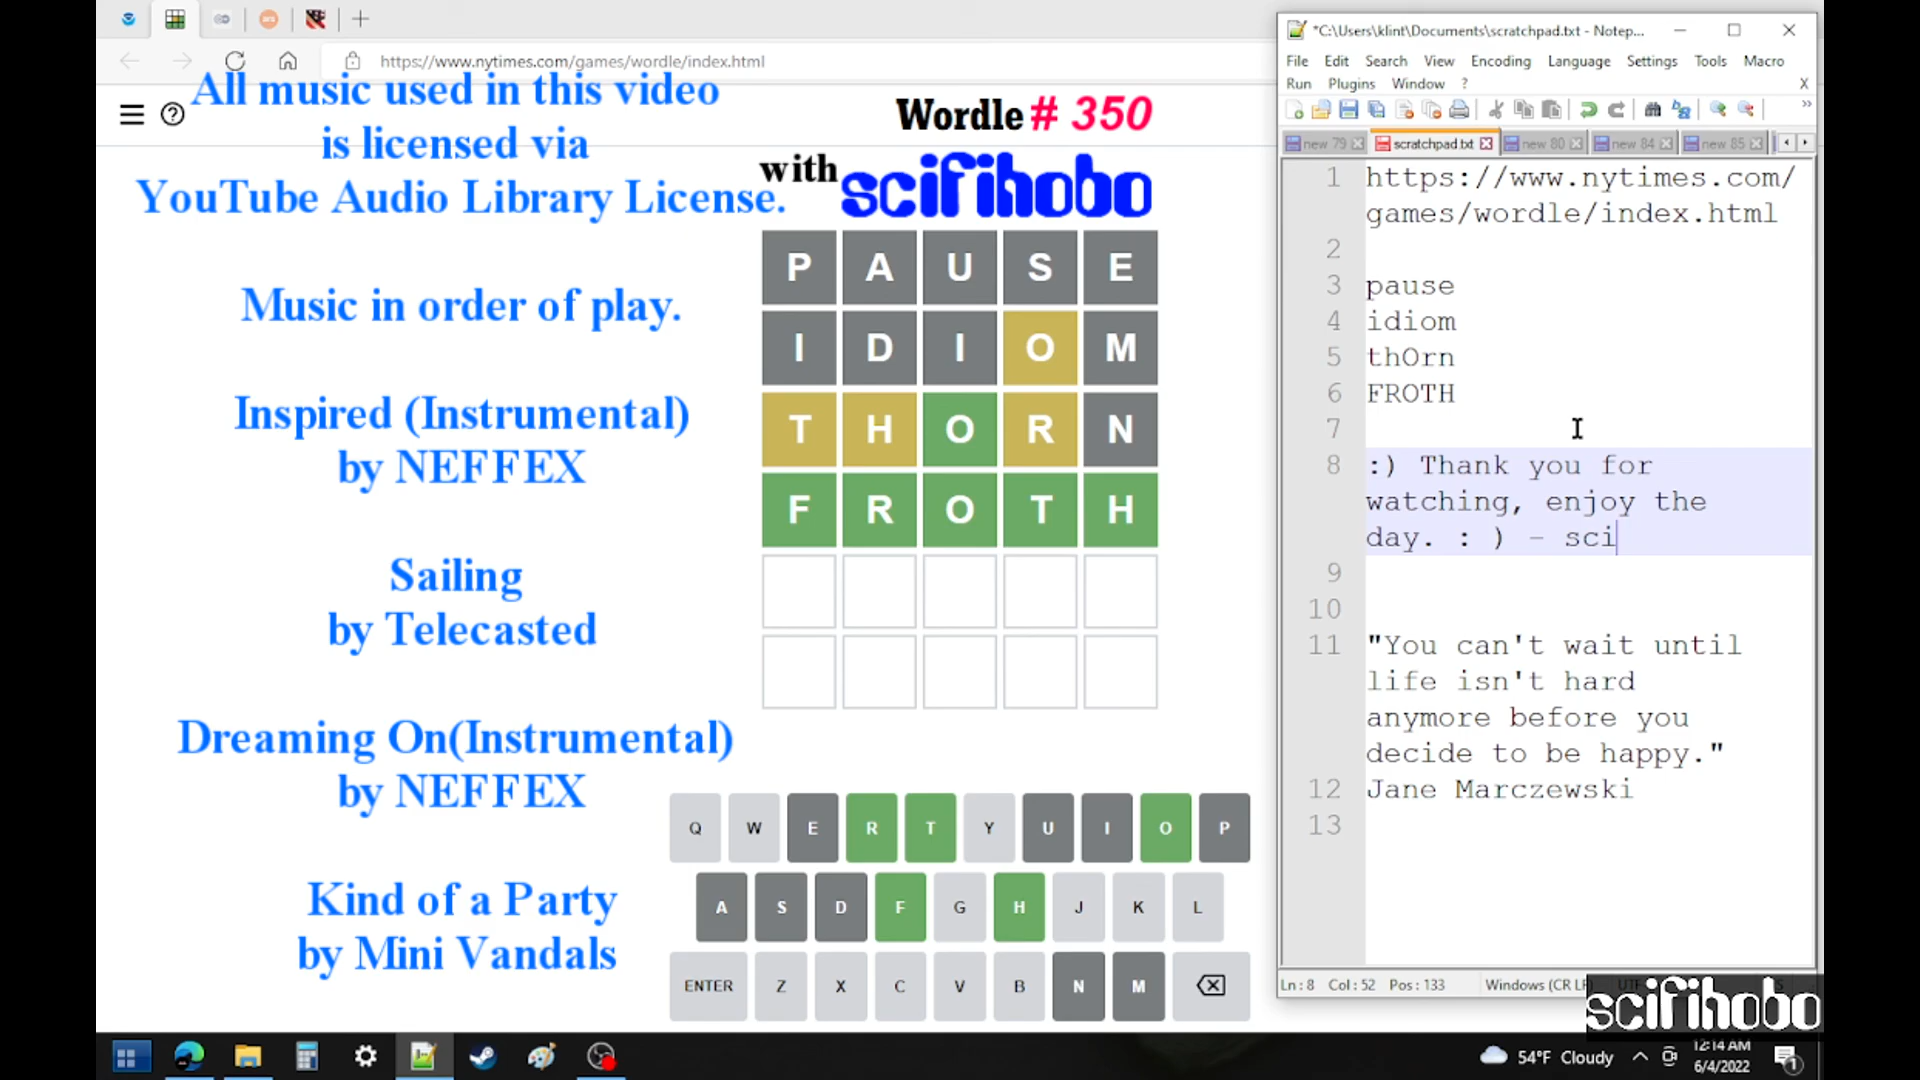 *C:\Users\klint\Documents\scratchpad.txt - Notep...
File Edit Search View Encoding Language Settings Tools Macro
Run Plugins Window ? X
new 79 scratchpad.txt new 80 new 84 new 85
https://www.nytimes.com/games/wordle/index.html
All music used in this video
is licensed via
YouTube Audio Library License.
Music in order of play.
Inspired (Instrumental)
by NEFFEX
Sailing
by Telecasted
Dreaming On(Instrumental)
by NEFFEX
Kind of a Party
by Mini Vandals
Wordle # 350
with scifihobo
P A U S E
I D I O M
T H O R N
F R O T H
Q W E R T Y U I O P
A S D F G H J K L
ENTER Z X C V B N M
1 https://www.nytimes.com/
games/wordle/index.html
2
3 pause
4 idiom
5 thOrn
6 FROTH
7
8 :) Thank you for
watching, enjoy the
day. : ) - sci
9
10
11 "You can't wait until
life isn't hard
anymore before you
decide to be happy."
12 Jane Marczewski
13
Ln : 8 Col : 52 Pos : 133 Windows (CR LF)
scifihobo
54°F Cloudy
12:14 AM
6/4/2022
1